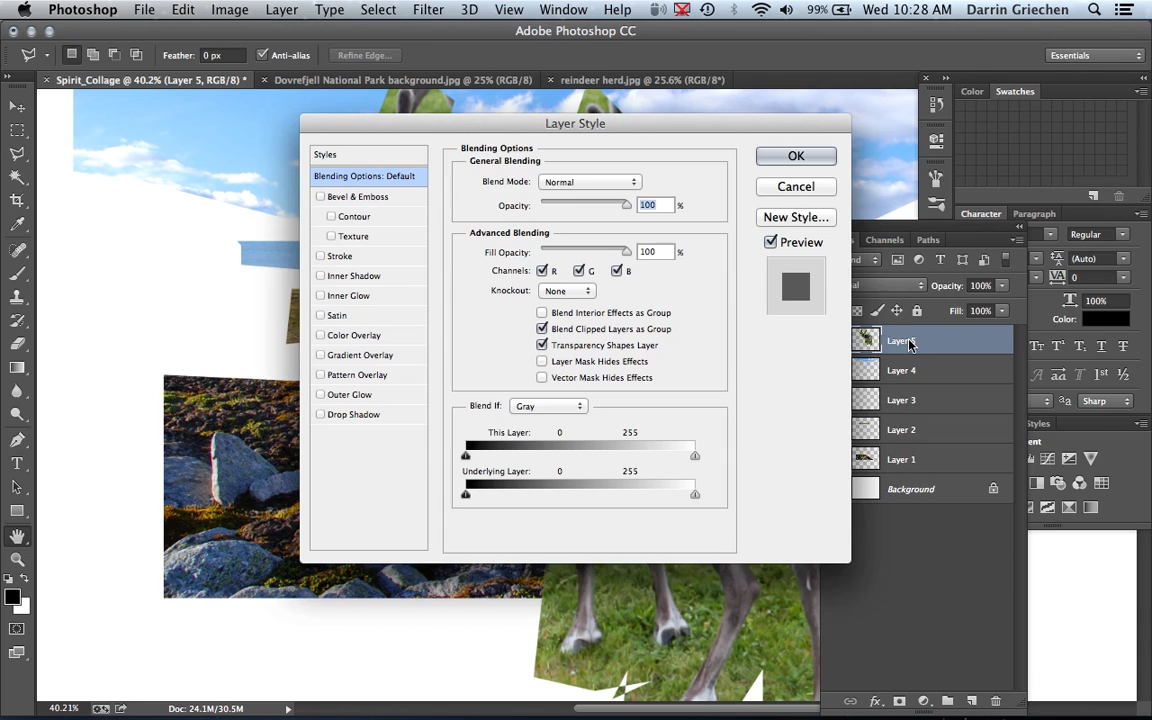 Photoshop File Edit Image Layer Type Select Filter 3D View Window Help 99% Wed 10:28 AM Darrin Griechen
Adobe Photoshop CC
Feather: 0 px Anti-alias Refine Edge... Essentials
Spirit_Collage @ 40.2% (Layer 5, RGB/8) * Dovrefjell National Park background.jpg @ 25% (RGB/8) reindeer herd.jpg @ 25.6% (RGB/8*)
Color Swatches
Layer Style
Styles
Blending Options: Default
Bevel & Emboss
Contour
Texture
Stroke
Inner Shadow
Inner Glow
Satin
Color Overlay
Gradient Overlay
Pattern Overlay
Outer Glow
Drop Shadow
Blending Options
General Blending
Blend Mode: Normal
Opacity: 100 %
Advanced Blending
Fill Opacity: 100 %
Channels: R G B
Knockout: None
Blend Interior Effects as Group
Blend Clipped Layers as Group
Transparency Shapes Layer
Layer Mask Hides Effects
Vector Mask Hides Effects
Blend If: Gray
This Layer: 0 255
Underlying Layer: 0 255
OK
Cancel
New Style...
Preview
Character Paragraph
Regular
(Auto)
0
100%
Color:
Sharp
Channels Paths
Opacity: 100%
Fill: 100%
Layer 4
Layer 3
Layer 2
Layer 1
Background
40.21% Doc: 24.1M/30.5M